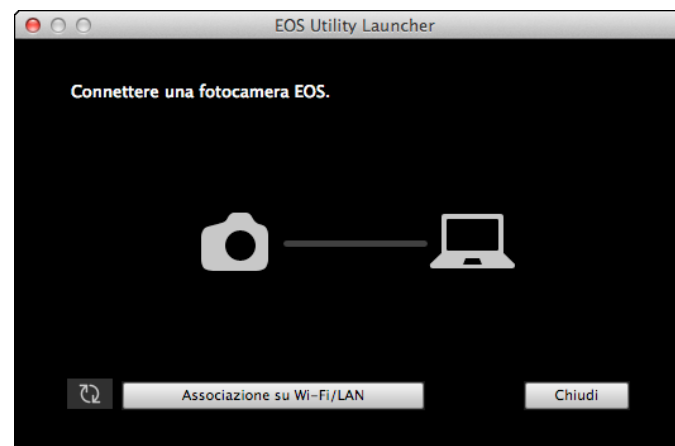 EOS Utility Launcher
Connettere una fotocamera EOS.
Associazione su Wi-Fi/LAN
Chiudi